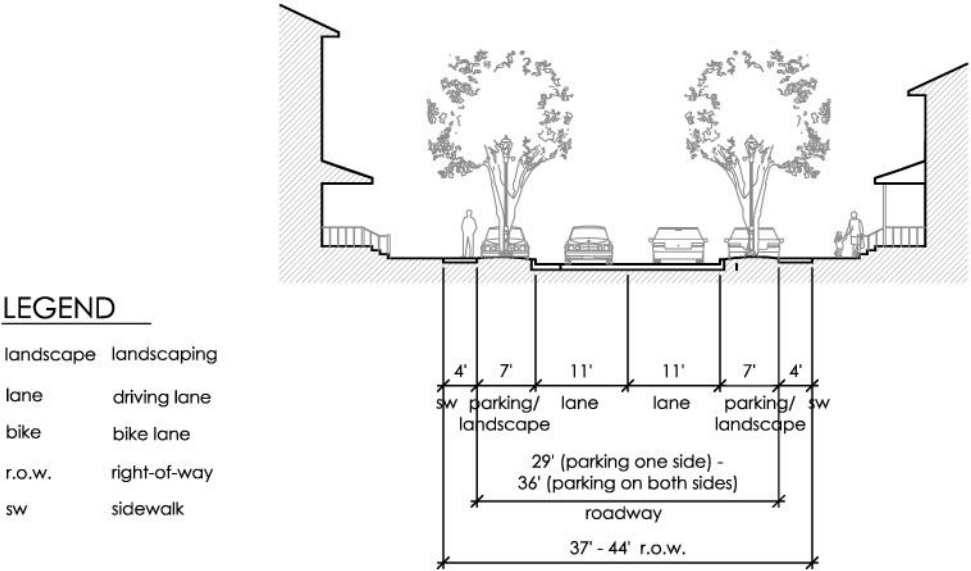 LEGEND
landscape landscaping
lane driving lane
bike bike lane
r.o.w. right-of-way
sw sidewalk
4' 7' 11' 11' 7' 4'
sw parking/ lane lane parking/ sw
landscape landscape
29' (parking one side) -
36' (parking on both sides)
roadway
37' - 44' r.o.w.